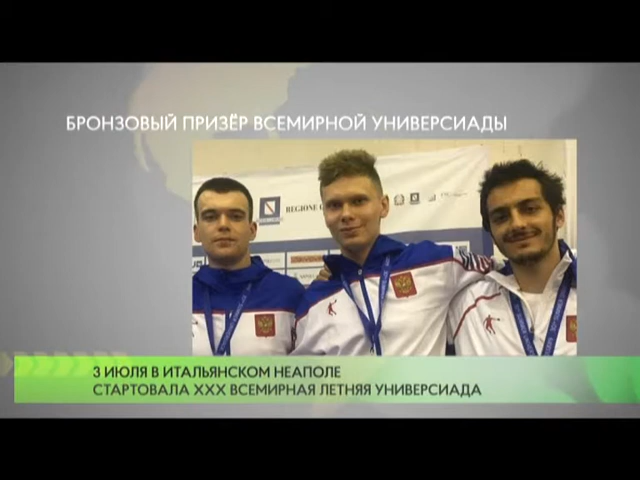 БРОНЗОВЫЙ ПРИЗЁР ВСЕМИРНОЙ УНИВЕРСИАДЫ
REGIONE
3 ИЮЛЯ В ИТАЛЬЯНСКОМ НЕАПОЛЕ
СТАРТОВАЛА XXX ВСЕМИРНАЯ ЛЕТНЯЯ УНИВЕРСИАДА